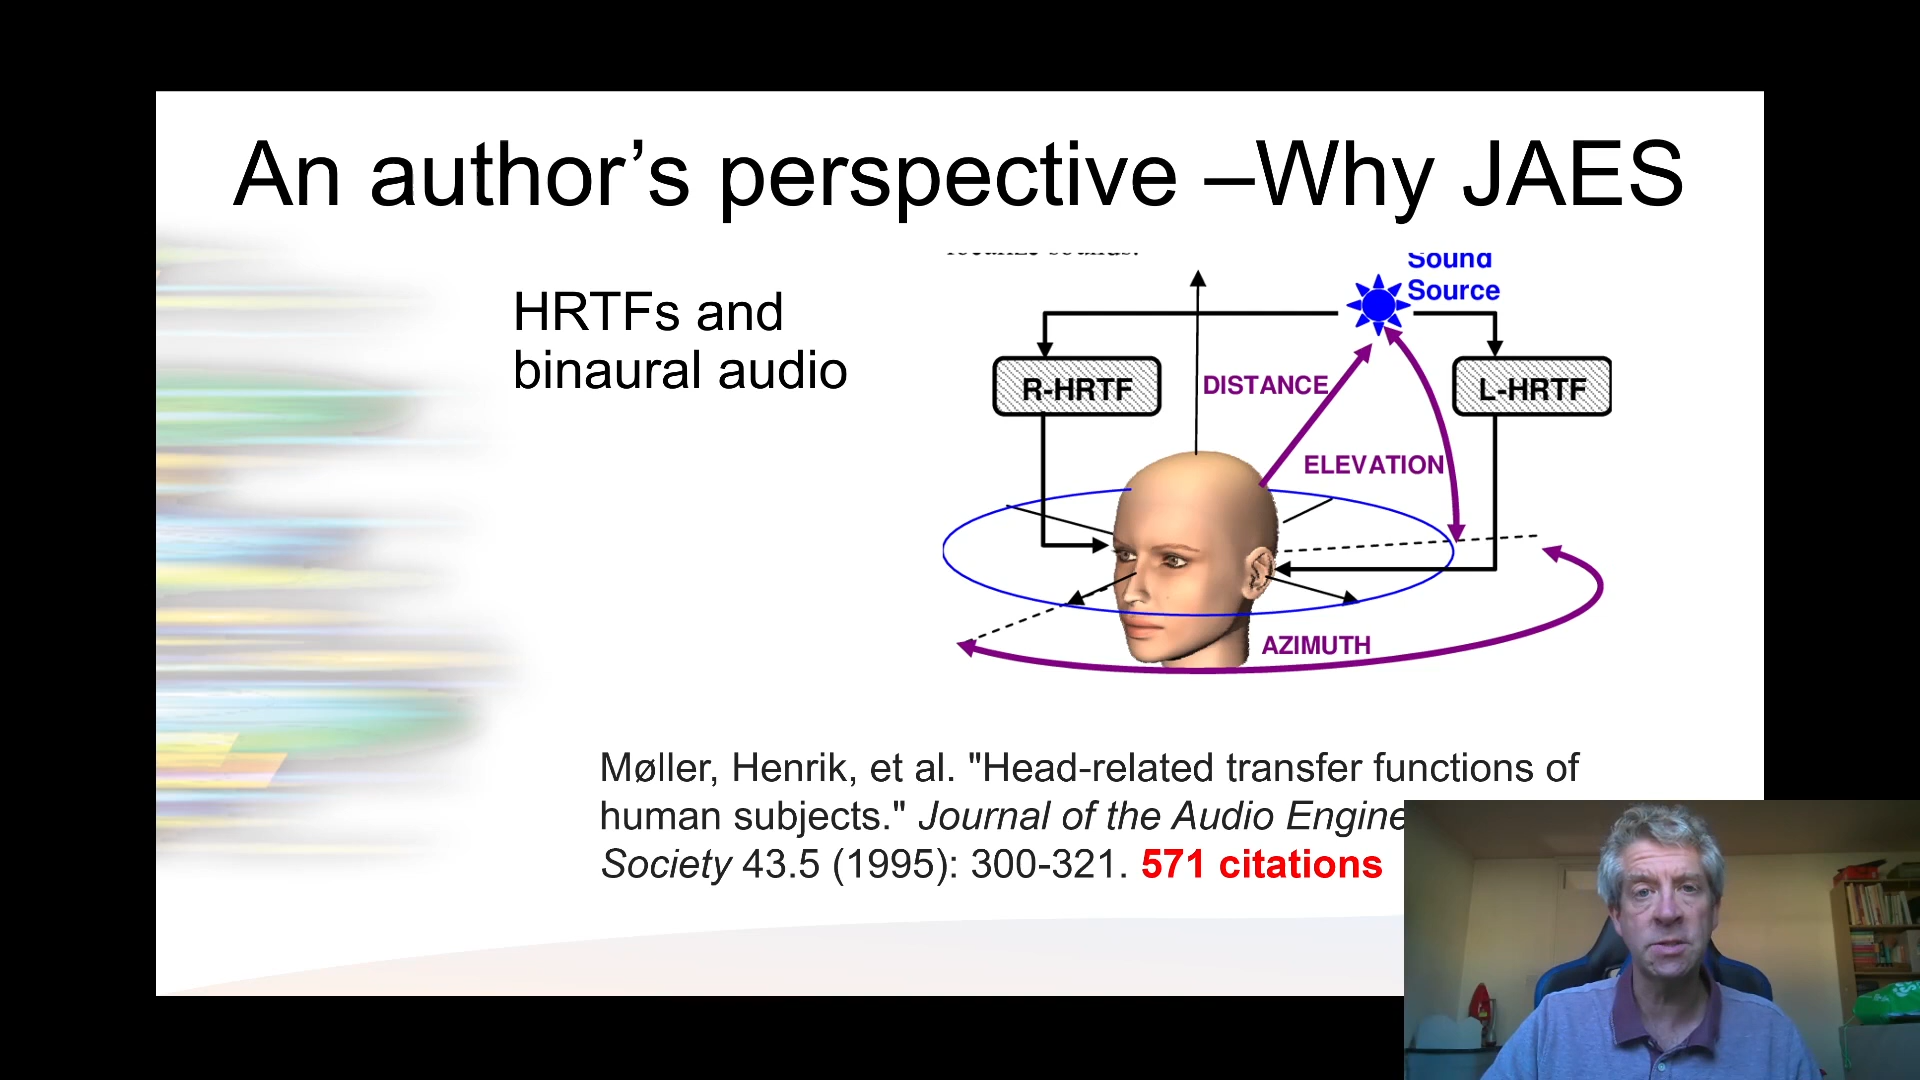 An author’s perspective –Why JAES
HRTFs and
binaural audio
Sound
Source
R-HRTF
DISTANCE
L-HRTF
ELEVATION
AZIMUTH
Møller, Henrik, et al. "Head-related transfer functions of
human subjects." Journal of the Audio Engine
Society 43.5 (1995): 300-321. 571 citations